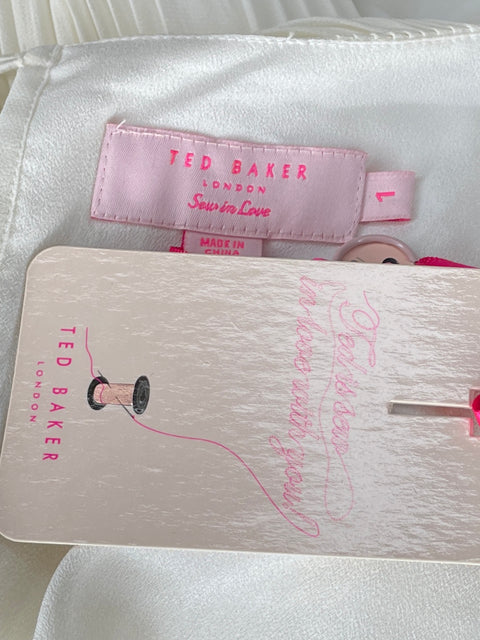 TED BAKER
LONDON
Sew in Love
1
MADE IN
CHINA
TED BAKER
LONDON
Ted is sew
in love with you!